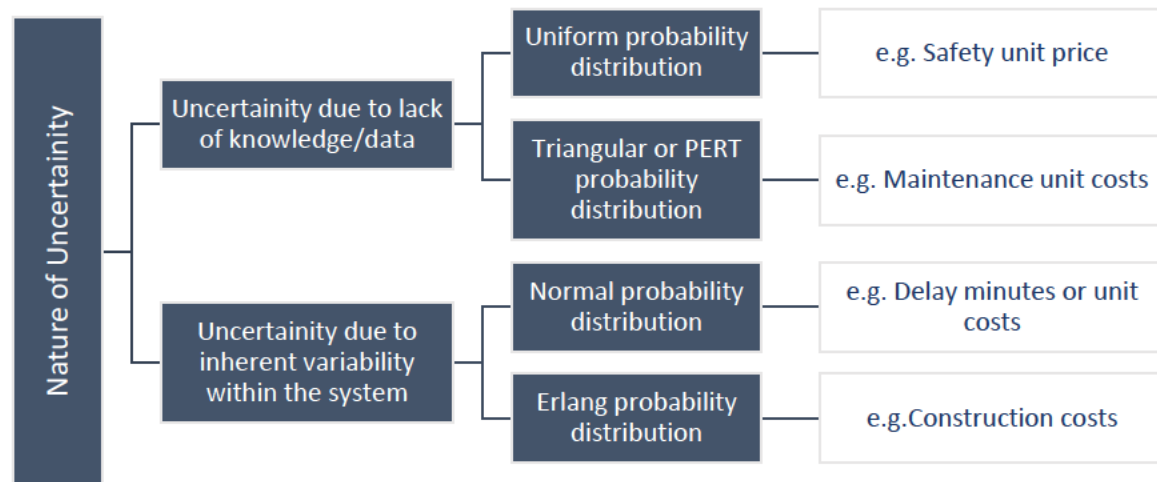 Nature of Uncertainity
Uncertainity due to lack
of knowledge/data
Uniform probability
distribution
e.g. Safety unit price
Triangular or PERT
probability
distribution
e.g. Maintenance unit costs
Uncertainity due to
inherent variability
within the system
Normal probability
distribution
e.g. Delay minutes or unit
costs
Erlang probability
distribution
e.g.Construction costs